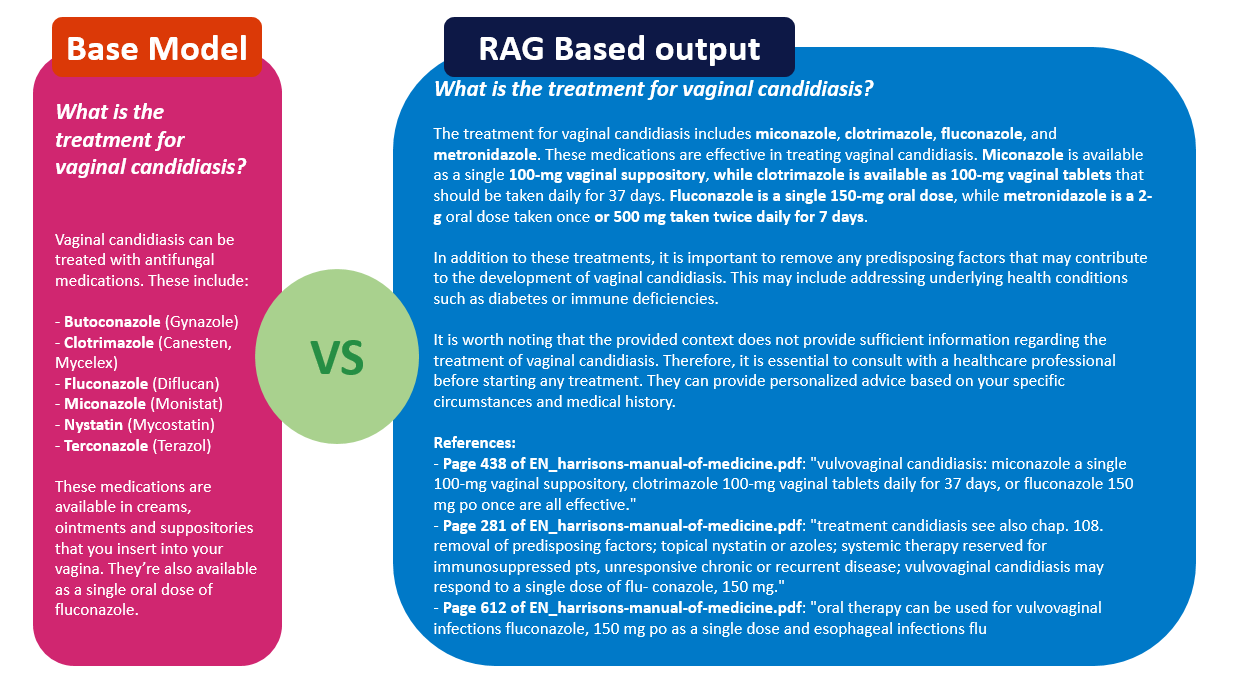 Base Model
What is the
treatment for
vaginal candidiasis?
Vaginal candidiasis can be
treated with antifungal
medications. These include:
- Butoconazole (Gynazole)
- Clotrimazole (Canesten,
Mycelex)
- Fluconazole (Diflucan)
- Miconazole (Monistat)
- Nystatin (Mycostatin)
- Terconazole (Terazol)
These medications are
available in creams,
ointments and suppositories
that you insert into your
vagina. They’re also available
as a single oral dose of
fluconazole.
VS
RAG Based output
What is the treatment for vaginal candidiasis?
The treatment for vaginal candidiasis includes miconazole, clotrimazole, fluconazole, and
metronidazole. These medications are effective in treating vaginal candidiasis. Miconazole is available
as a single 100-mg vaginal suppository, while clotrimazole is available as 100-mg vaginal tablets that
should be taken daily for 37 days. Fluconazole is a single 150-mg oral dose, while metronidazole is a 2-
g oral dose taken once or 500 mg taken twice daily for 7 days.
In addition to these treatments, it is important to remove any predisposing factors that may contribute
to the development of vaginal candidiasis. This may include addressing underlying health conditions
such as diabetes or immune deficiencies.
It is worth noting that the provided context does not provide sufficient information regarding the
treatment of vaginal candidiasis. Therefore, it is essential to consult with a healthcare professional
before starting any treatment. They can provide personalized advice based on your specific
circumstances and medical history.
References:
- Page 438 of EN_harrisons-manual-of-medicine.pdf: "vulvovaginal candidiasis: miconazole a single
100-mg vaginal suppository, clotrimazole 100-mg vaginal tablets daily for 37 days, or fluconazole 150
mg po once are all effective."
- Page 281 of EN_harrisons-manual-of-medicine.pdf: "treatment candidiasis see also chap. 108.
removal of predisposing factors; topical nystatin or azoles; systemic therapy reserved for
immunosuppressed pts, unresponsive chronic or recurrent disease; vulvovaginal candidiasis may
respond to a single dose of flu- conazole, 150 mg."
- Page 612 of EN_harrisons-manual-of-medicine.pdf: "oral therapy can be used for vulvovaginal
infections fluconazole, 150 mg po as a single dose and esophageal infections flu